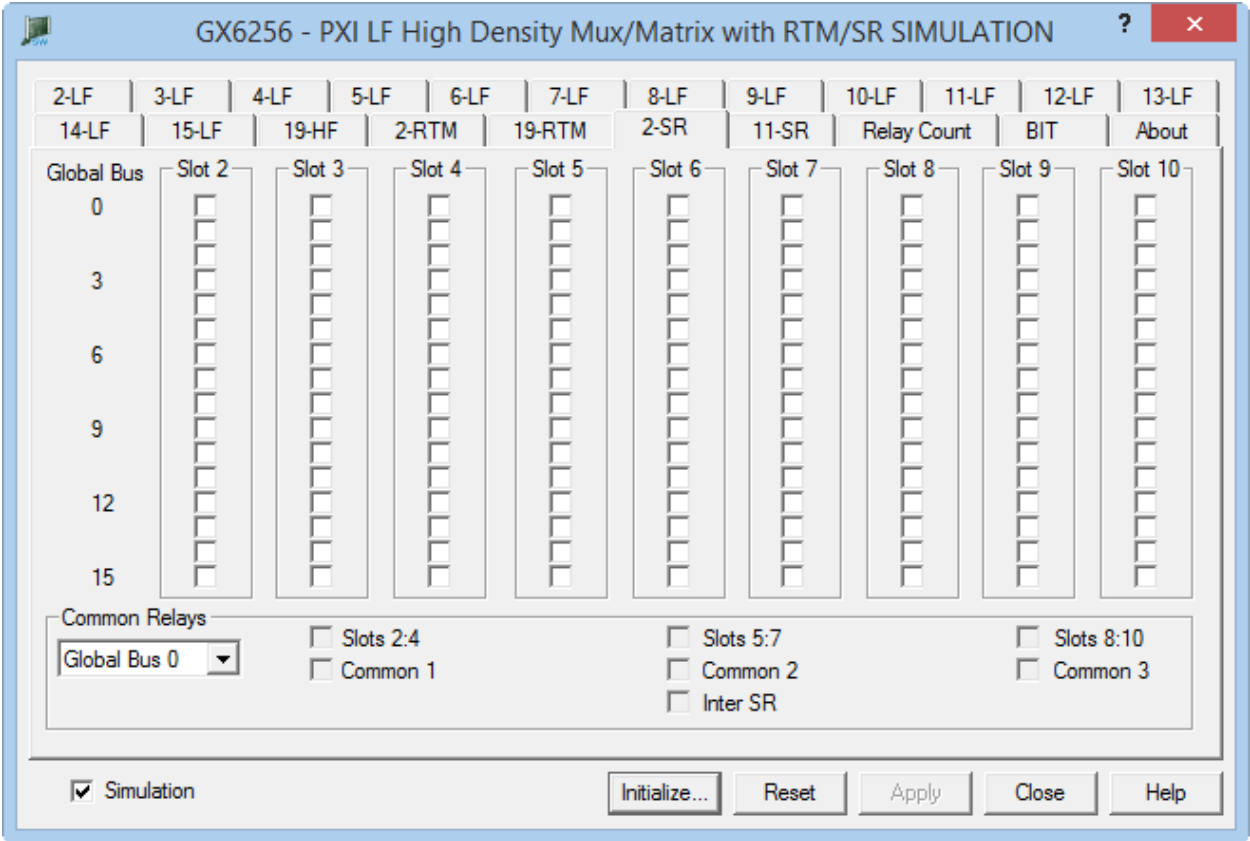 GX6256 - PXI LF High Density Mux/Matrix with RTM/SR SIMULATION ? ×
2-LF 3-LF 4-LF 5-LF 6-LF 7-LF 8-LF 9-LF 10-LF 11-LF 12-LF 13-LF
14-LF 15-LF 19-HF 2-RTM 19-RTM 2-SR 11-SR Relay Count BIT About
Global Bus Slot 2 Slot 3 Slot 4 Slot 5 Slot 6 Slot 7 Slot 8 Slot 9 Slot 10
0
3
6
9
12
15
Common Relays
Slots 2:4 Slots 5:7 Slots 8:10
Global Bus 0
Common 1 Common 2 Common 3
Inter SR
Simulation Initialize... Reset Apply Close Help